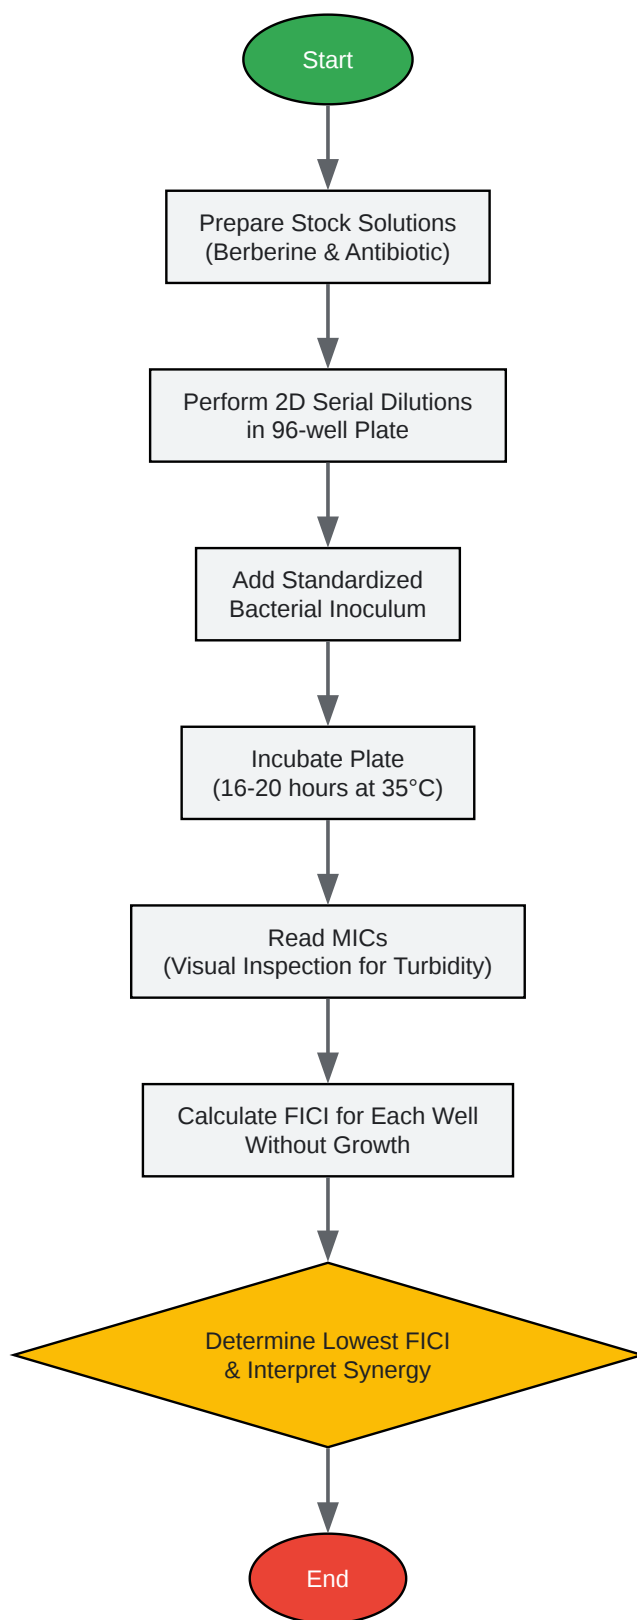 Start
Prepare Stock Solutions
(Berberine & Antibiotic)
Perform 2D Serial Dilutions
in 96-well Plate
Add Standardized
Bacterial Inoculum
Incubate Plate
(16-20 hours at 35°C)
Read MICs
(Visual Inspection for Turbidity)
Calculate FICI for Each Well
Without Growth
Determine Lowest FICI
& Interpret Synergy
End